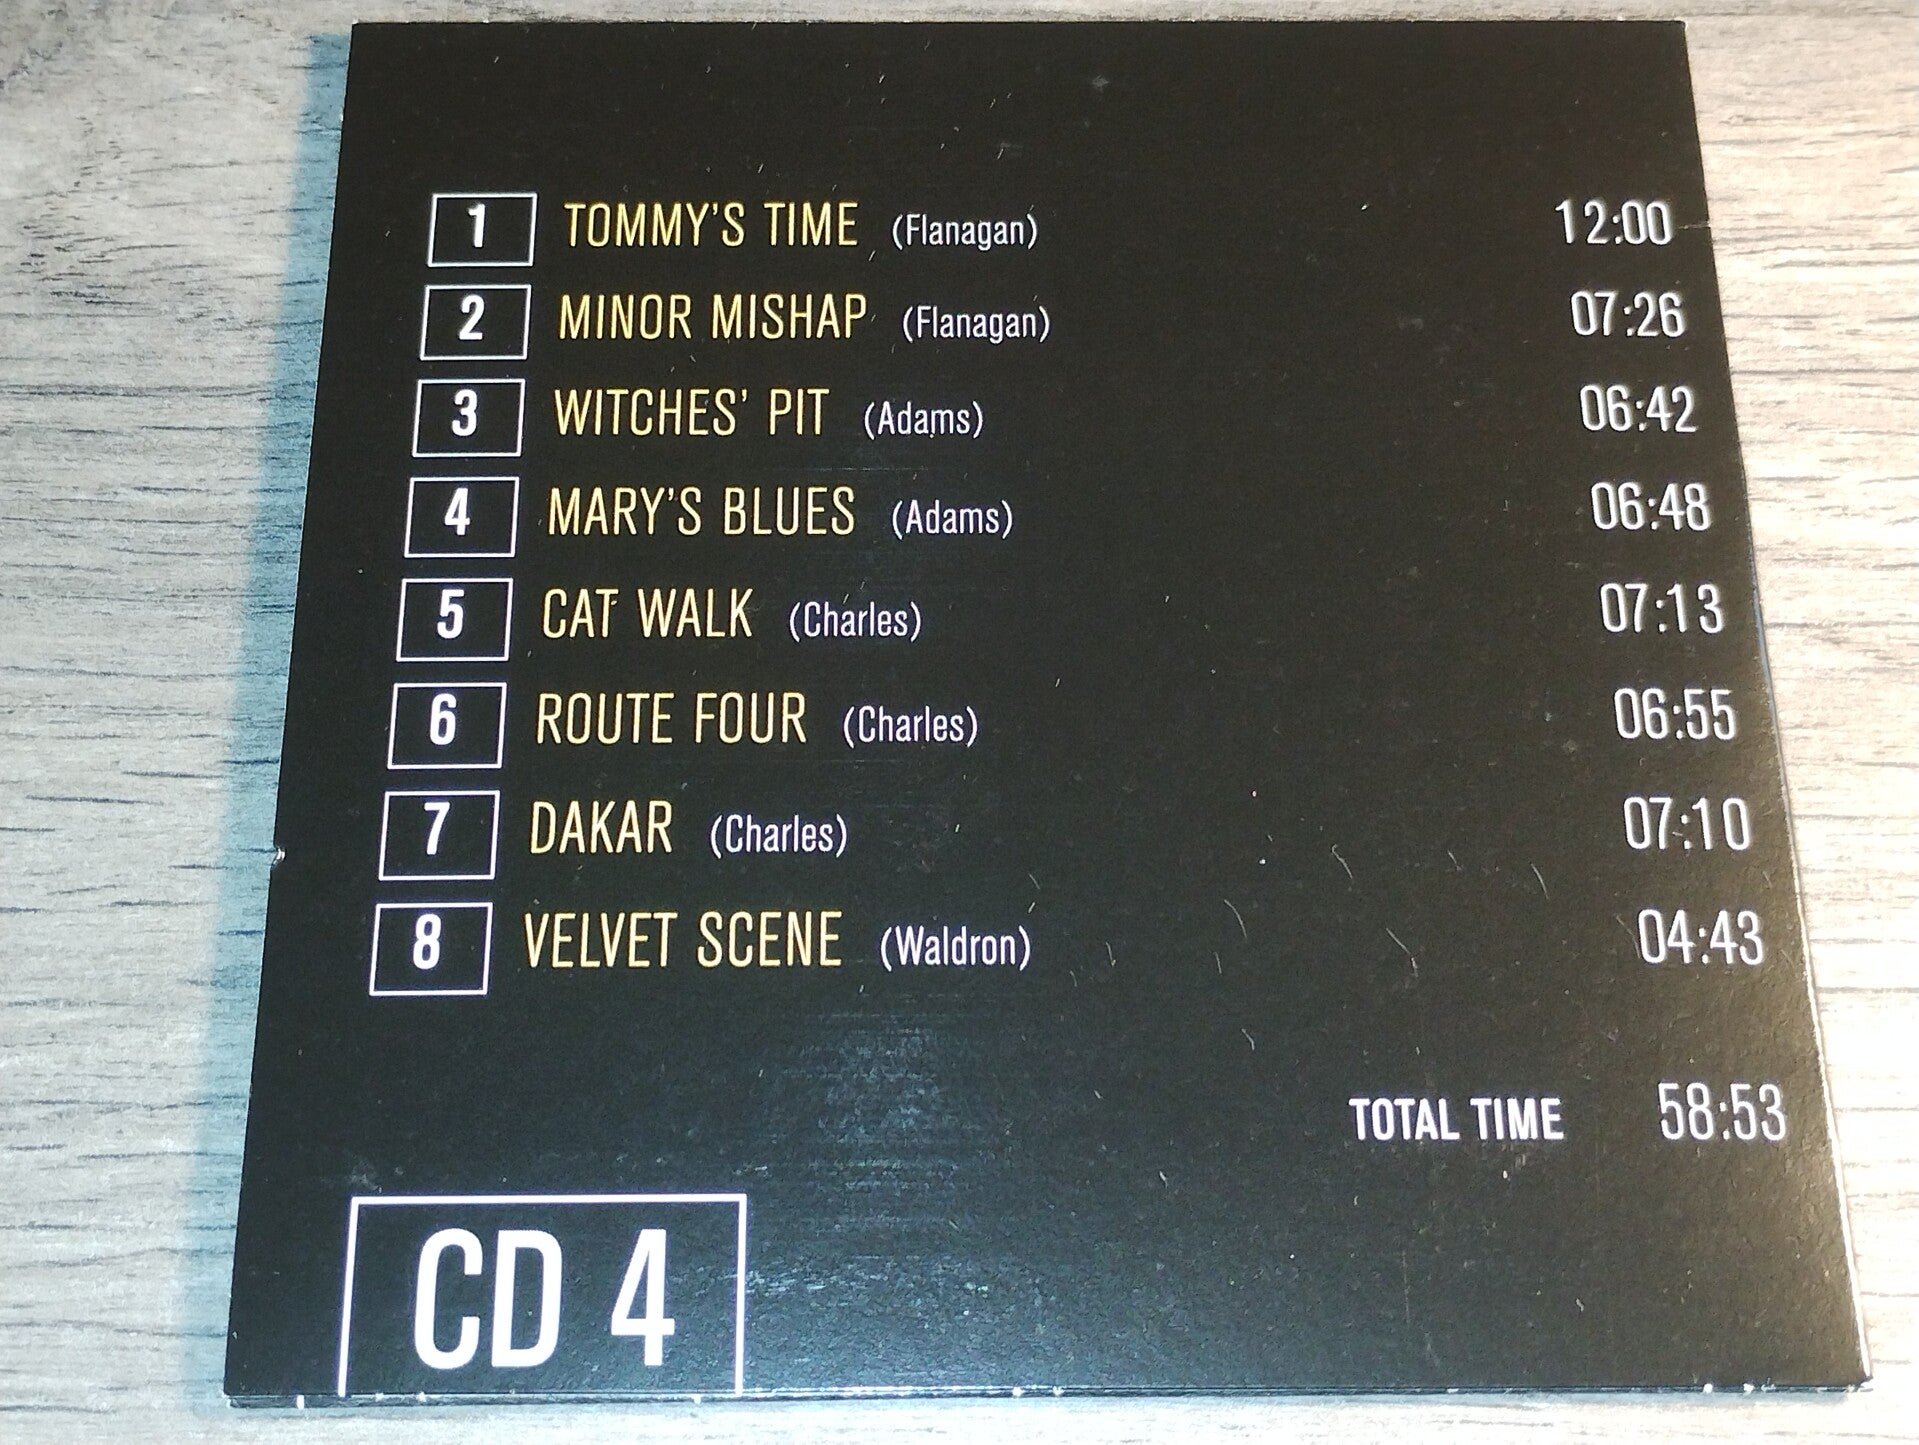 1 TOMMY'S TIME (Flanagan) 12:00
2 MINOR MISHAP (Flanagan) 07:26
3 WITCHES' PIT (Adams) 06:42
4 MARY'S BLUES (Adams) 06:48
5 CAT WALK (Charles) 07:13
6 ROUTE FOUR (Charles) 06:55
7 DAKAR (Charles) 07:10
8 VELVET SCENE (Waldron) 04:43
TOTAL TIME 58:53
CD 4